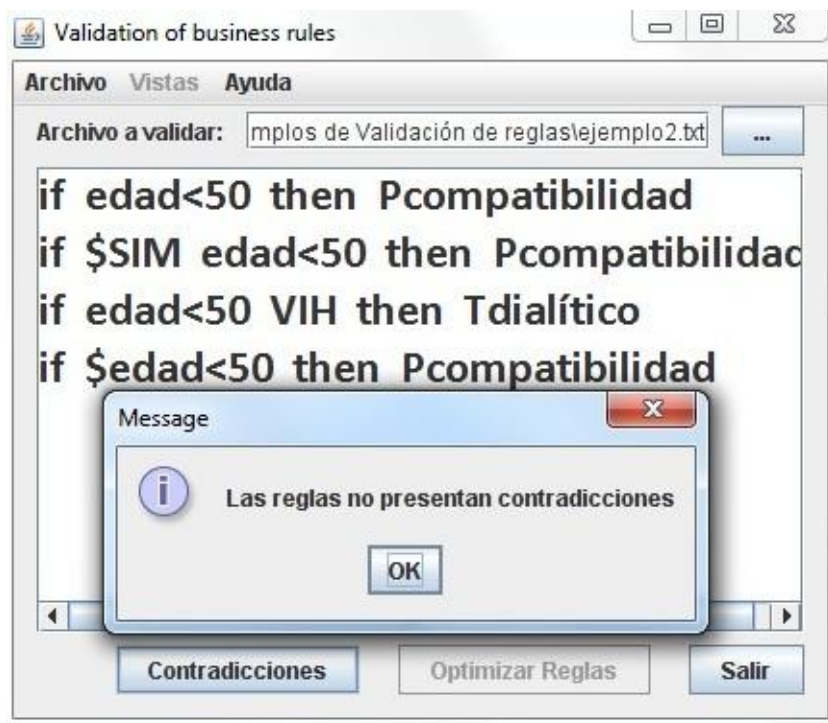 Validation of business rules
Archivo Vistas Ayuda
Archivo a validar: mplos de Validación de reglas\ejemplo2.txt ...
if edad<50 then Pcompatibilidad
if $SIM edad<50 then Pcompatibilidad
if edad<50 VIH then Tdialítico
if $edad<50 then Pcompatibilidad
Message
Las reglas no presentan contradicciones
OK
Contradicciones Optimizar Reglas Salir